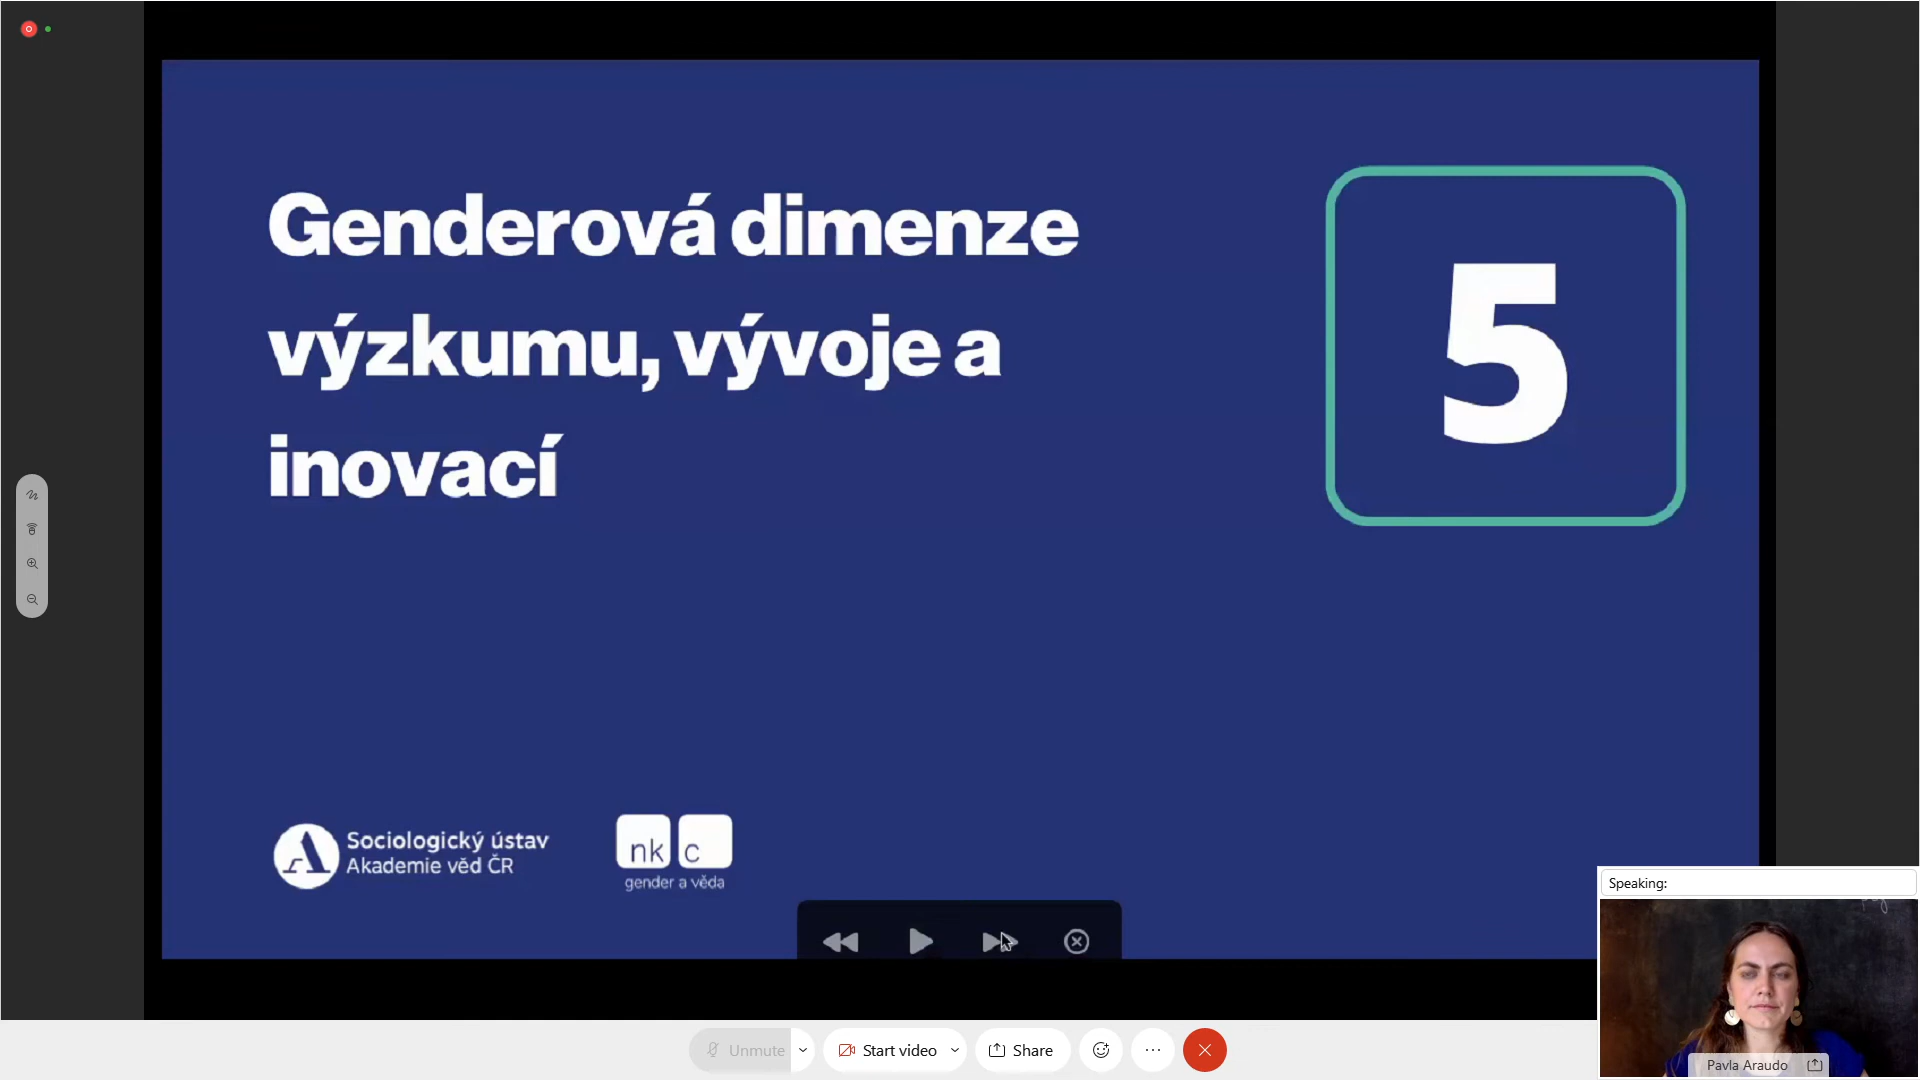 Genderová dimenze
výzkumu, vývoje a
inovací
5
Sociologický ústav
Akademie věd ČR
nk c
gender a věda
Speaking:
Pavla Araudo
Unmute
Start video
Share